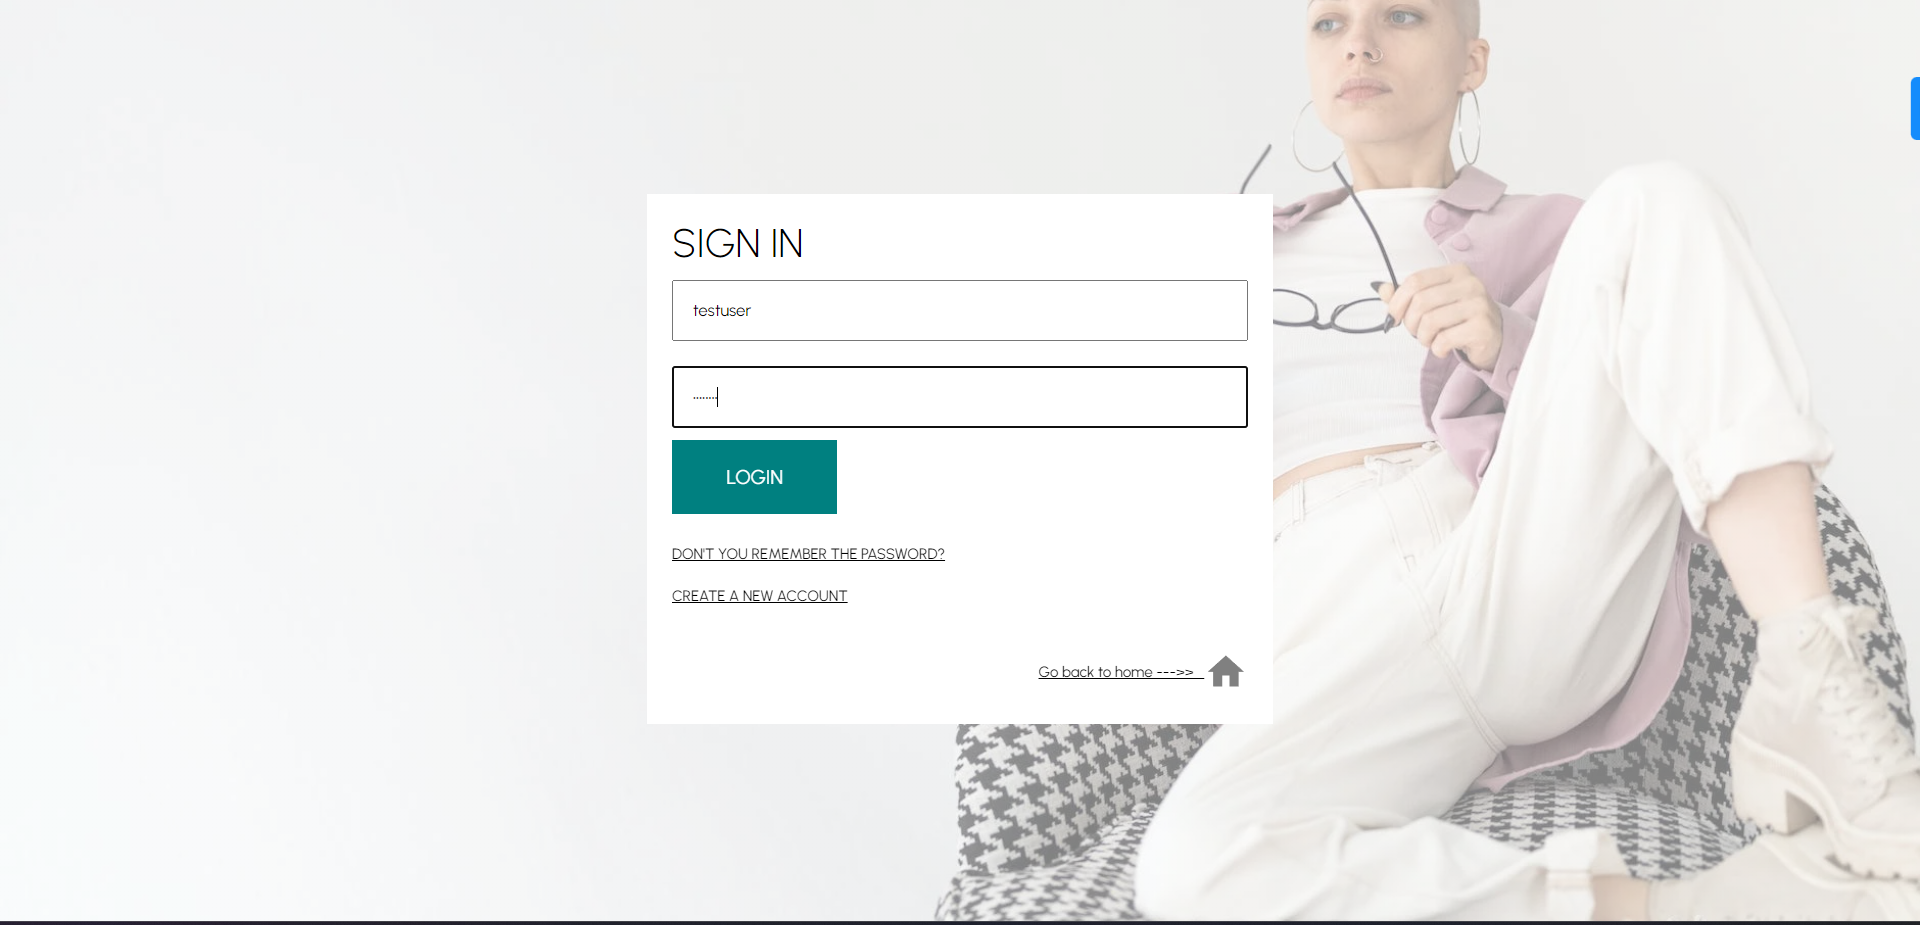 SIGN IN
testuser
········
LOGIN
DON'T YOU REMEMBER THE PASSWORD?
CREATE A NEW ACCOUNT
Go back to home --->>